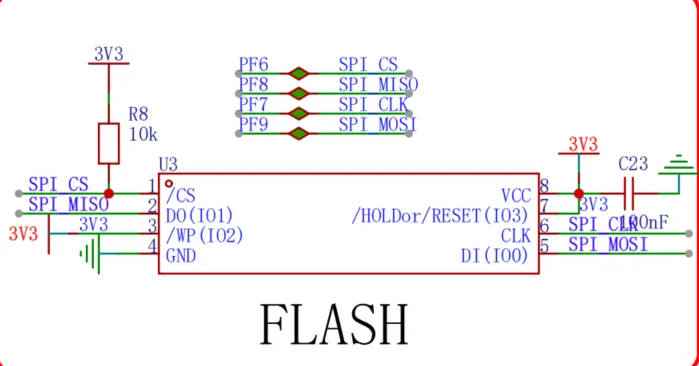 3V3
R8
10k
PF6 SPI_CS
PF8 SPI_MISO
PF7 SPI_CLK
PF9 SPI_MOSI
U3
SPI_CS 1 /CS
SPI_MISO 2 DO(IO1)
3V3 3V3 3 /WP(IO2)
4 GND
VCC 8
/HOLDor/RESET(IO3) 7
CLK 6 SPI_CLK
DI(IO0) 5 SPI_MOSI
3V3
C23
3V3
100nF
FLASH